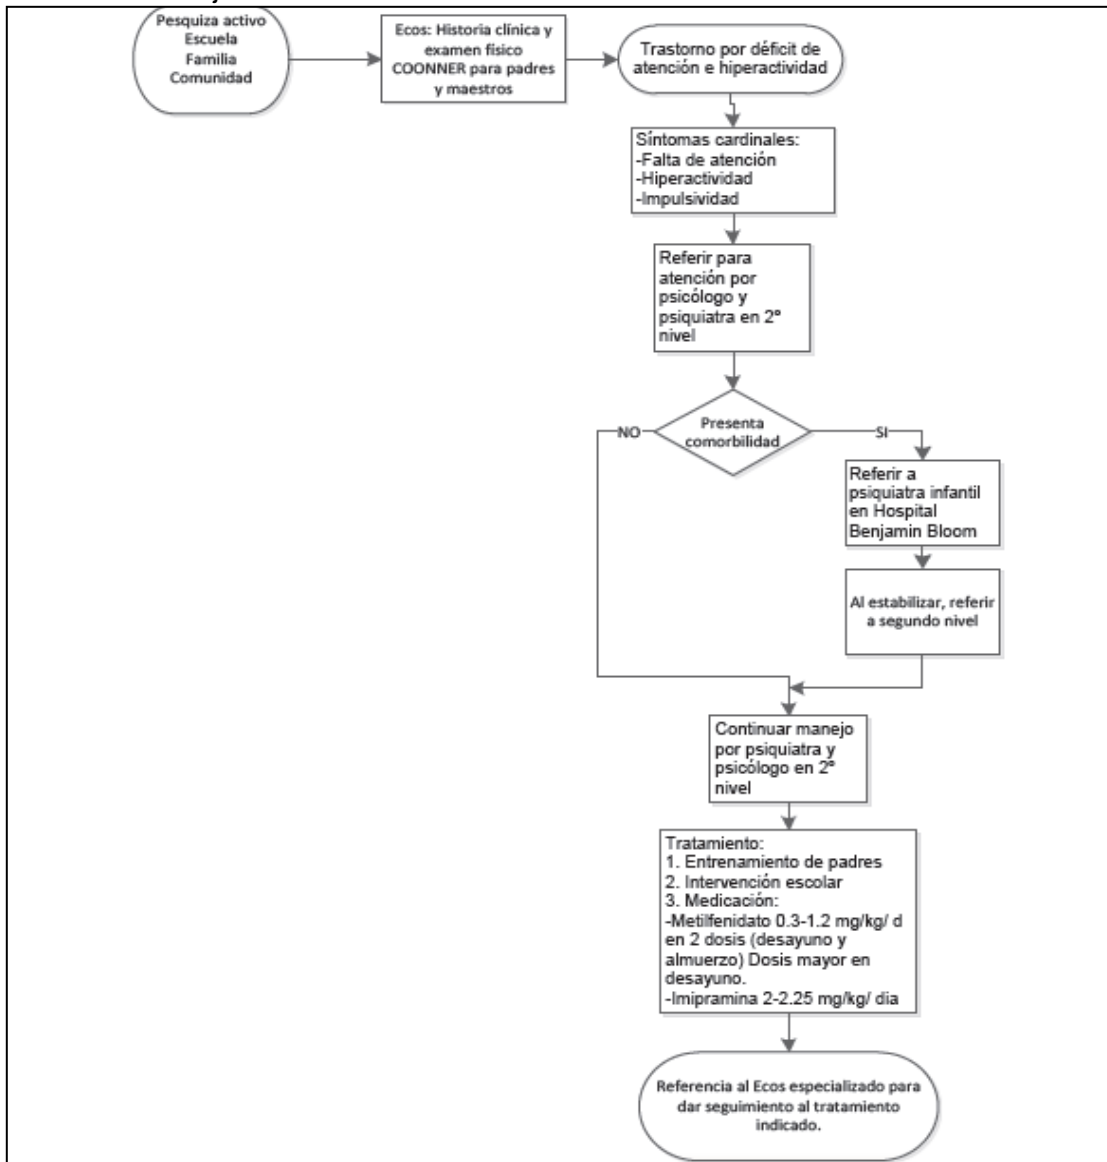 Pesquiza activo
Escuela
Familia
Comunidad
Ecos: Historia clínica y
examen físico
COONNER para padres
y maestros
Trastorno por déficit de
atención e hiperactividad
Síntomas cardinales:
-Falta de atención
-Hiperactividad
-Impulsividad
Referir para
atención por
psicólogo y
psiquiatra en 2º
nivel
Presenta
comorbilidad
NO
SI
Referir a
psiquiatra infantil
en Hospital
Benjamin Bloom
Al estabilizar, referir
a segundo nivel
Continuar manejo
por psiquiatra y
psicólogo en 2º
nivel
Tratamiento:
1. Entrenamiento de padres
2. Intervención escolar
3. Medicación:
-Metilfenidato 0.3-1.2 mg/kg/ d
en 2 dosis (desayuno y
almuerzo) Dosis mayor en
desayuno.
-Imipramina 2-2.25 mg/kg/ dia
Referencia al Ecos especializado para
dar seguimiento al tratamiento
indicado.